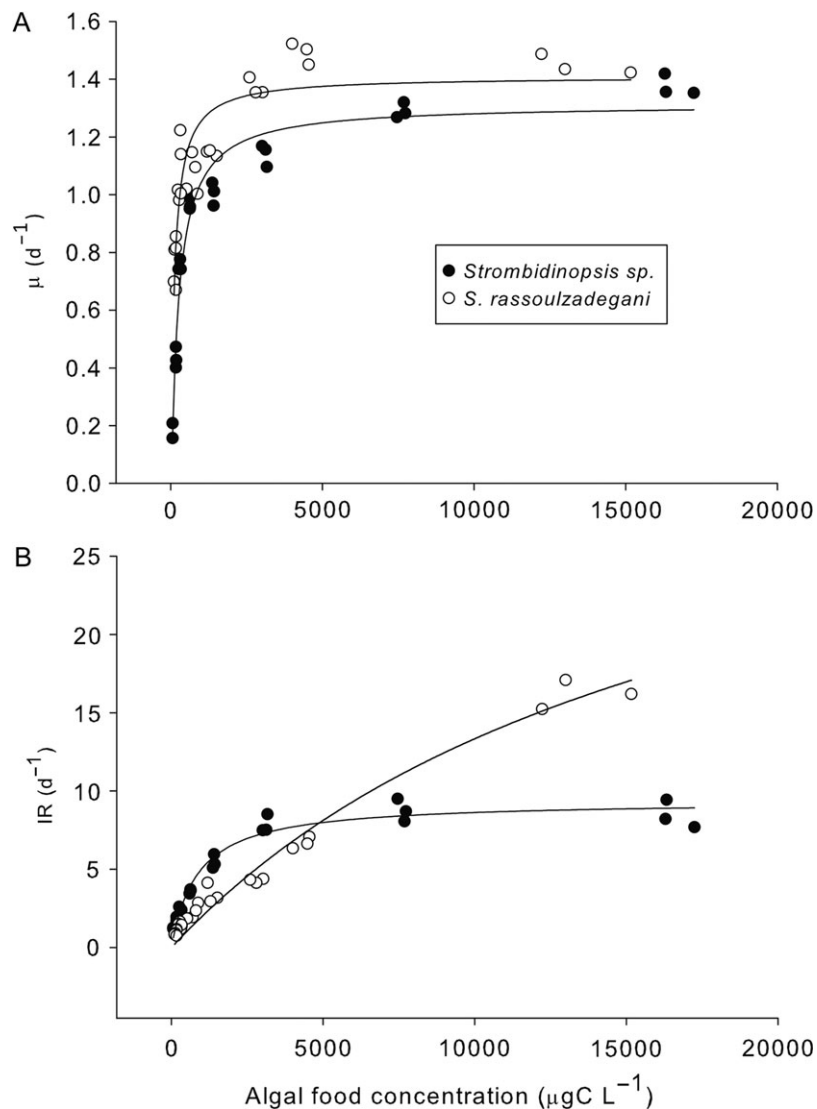 A
1.6
1.4
1.2
1.0
0.8
0.6
0.4
0.2
0.0
μ (d⁻¹)
Strombidinopsis sp.
S. rassoulzadegani
0 5000 10000 15000 20000
B
25
20
15
10
5
0
IR (d⁻¹)
0 5000 10000 15000 20000
Algal food concentration (μgC L⁻¹)